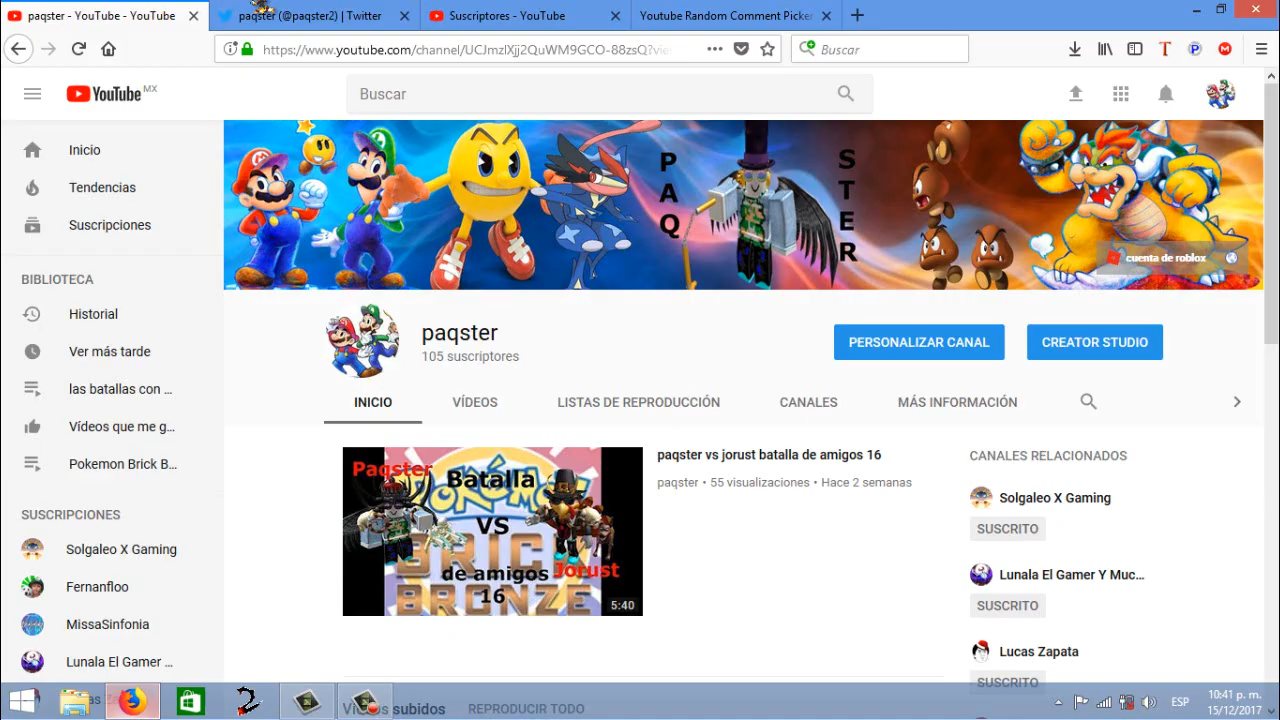 paqster - YouTube - YouTube
paqster (@paqster2) | Twitter
Suscriptores - YouTube
Youtube Random Comment Picker
https://www.youtube.com/channel/UCJmzlXjj2QuWM9GCO-88zsQ?vie
Buscar
YouTube MX
Buscar
Inicio
Tendencias
Suscripciones
BIBLIOTECA
Historial
Ver más tarde
las batallas con ...
Vídeos que me g...
Pokemon Brick B...
SUSCRIPCIONES
Solgaleo X Gaming
Fernanfloo
MissaSinfonia
Lunala El Gamer ...
PAQ
STER
cuenta de roblox
paqster
105 suscriptores
PERSONALIZAR CANAL
CREATOR STUDIO
INICIO
VÍDEOS
LISTAS DE REPRODUCCIÓN
CANALES
MÁS INFORMACIÓN
Paqster
Batalla
VS
BRICK
de amigos
Jorust
16
BRONZE
5:40
paqster vs jorust batalla de amigos 16
paqster • 55 visualizaciones • Hace 2 semanas
CANALES RELACIONADOS
Solgaleo X Gaming
SUSCRITO
Lunala El Gamer Y Muc...
SUSCRITO
Lucas Zapata
SUSCRITO
Vídeos subidos
REPRODUCIR TODO
ESP
10:41 p. m.
15/12/2017